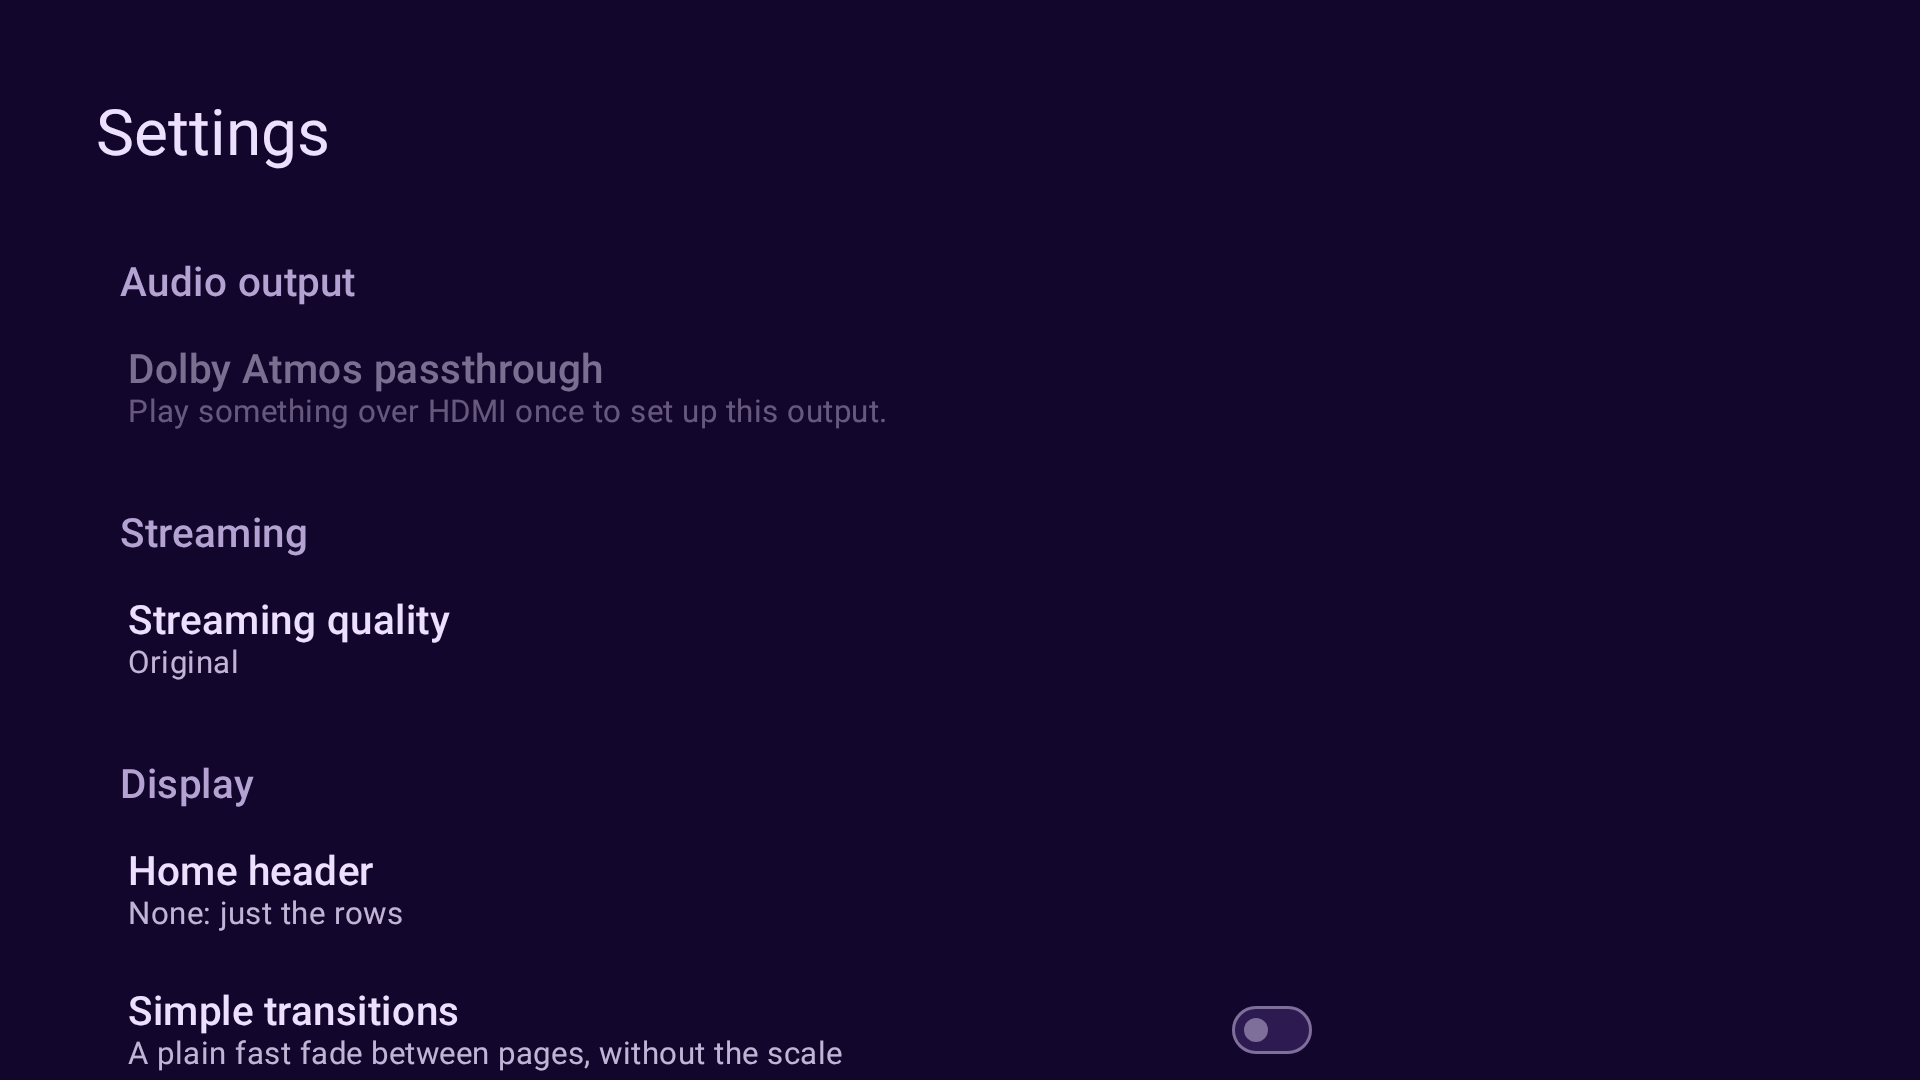 Settings
Audio output
Dolby Atmos passthrough
Play something over HDMI once to set up this output.
Streaming
Streaming quality
Original
Display
Home header
None: just the rows
Simple transitions
A plain fast fade between pages, without the scale